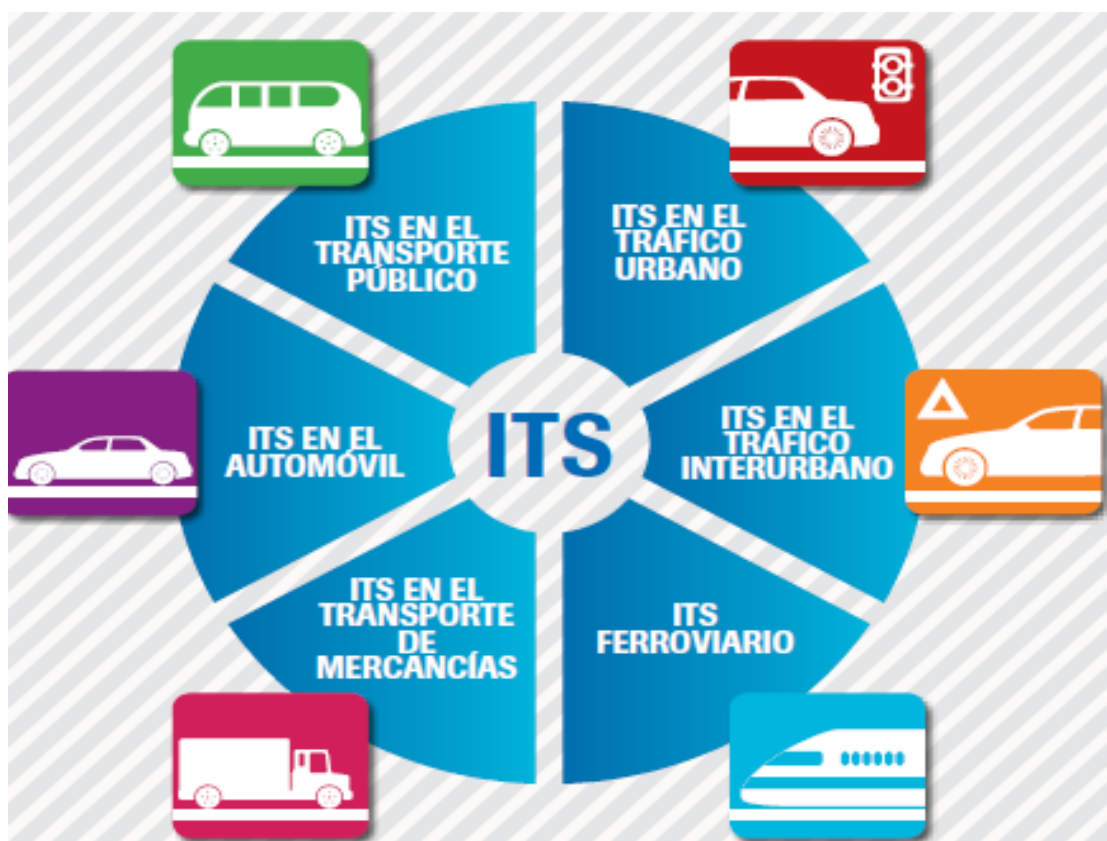 ITS EN EL
TRANSPORTE
PÚBLICO
ITS EN EL
TRÁFICO
URBANO
ITS EN EL
AUTOMÓVIL
ITS
ITS EN EL
TRÁFICO
INTERURBANO
ITS EN EL
TRANSPORTE
DE
MERCANCÍAS
ITS
FERROVIARIO